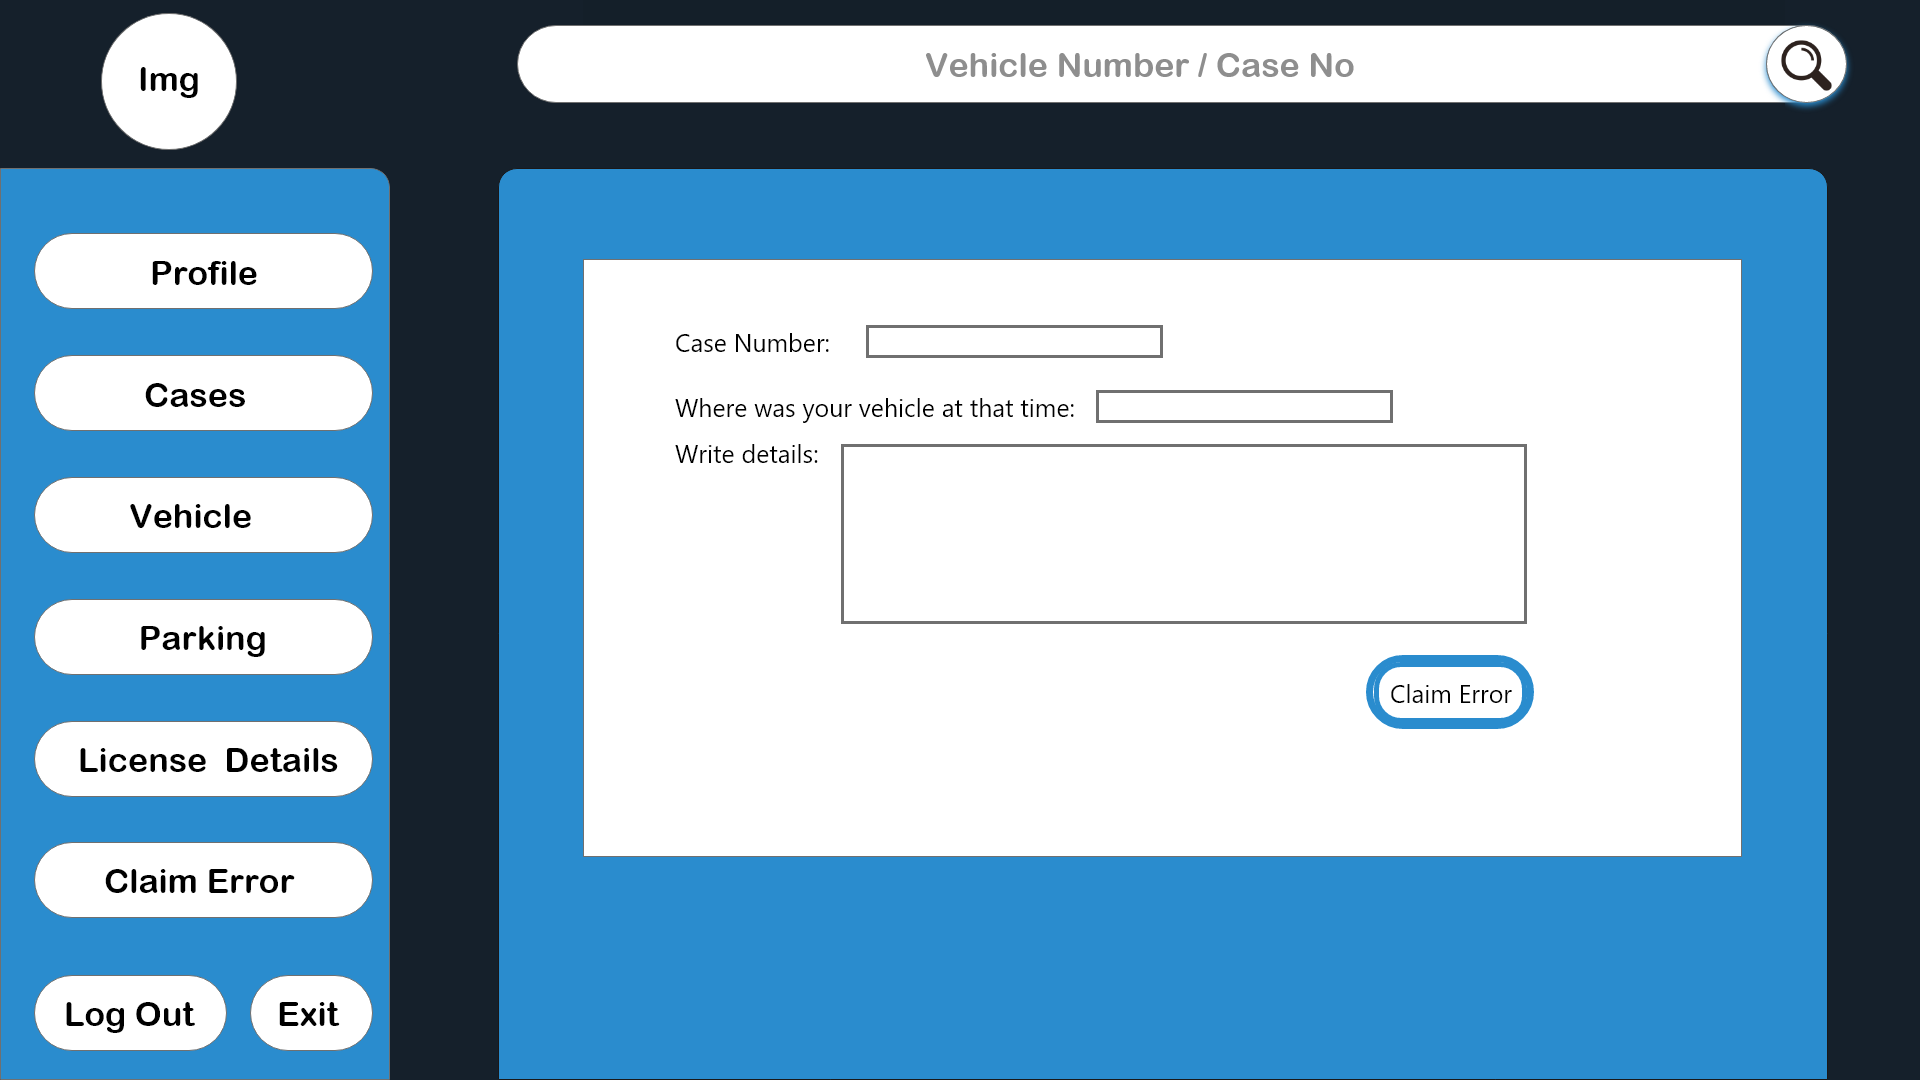 Img
Vehicle Number / Case No
Profile
Cases
Vehicle
Parking
License Details
Claim Error
Log Out
Exit
Case Number:
Where was your vehicle at that time:
Write details:
Claim Error